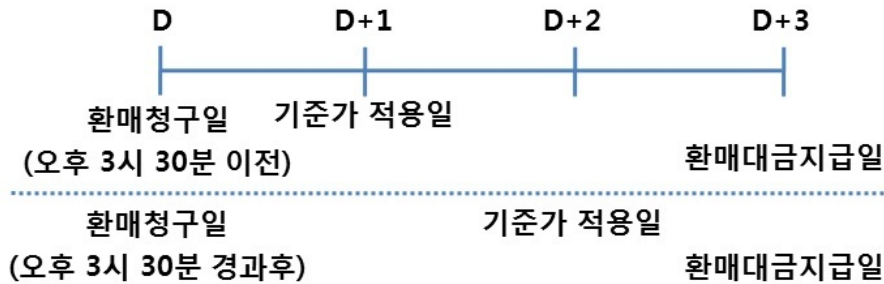 D D+1 D+2 D+3
환매청구일 기준가 적용일
(오후 3시 30분 이전) 환매대금지급일
환매청구일 기준가 적용일
(오후 3시 30분 경과후) 환매대금지급일